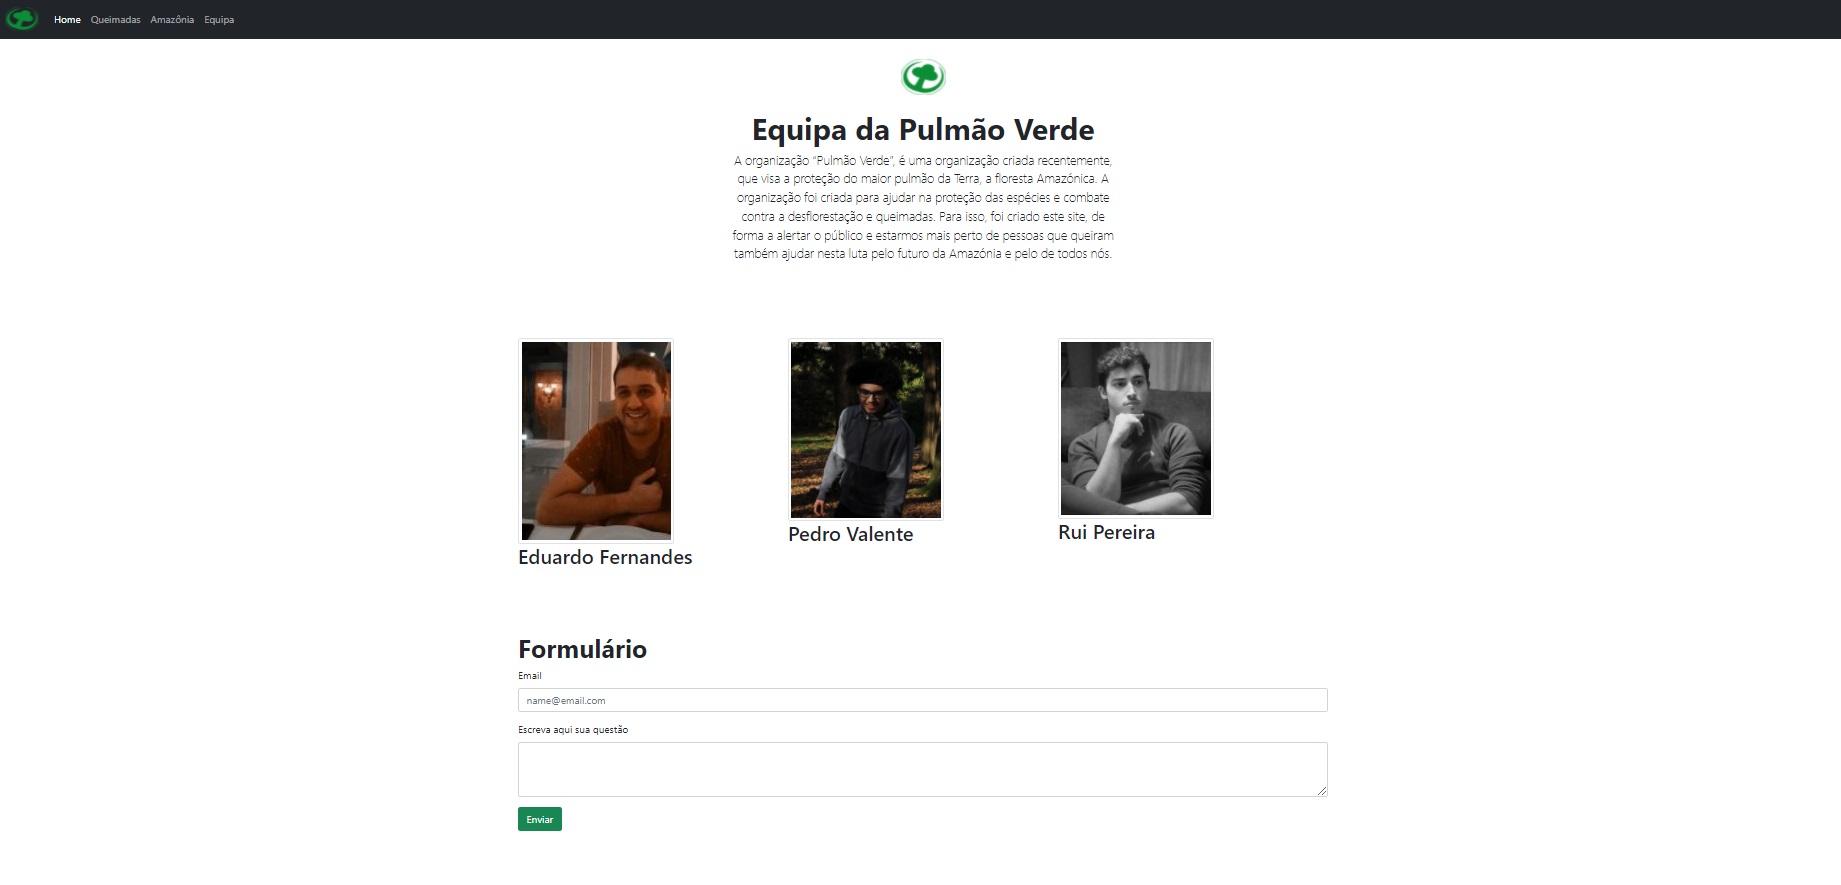 Home Queimadas Amazônia Equipa
Equipa da Pulmão Verde
A organização “Pulmão Verde”, é uma organização criada recentemente,
que visa a proteção do maior pulmão da Terra, a floresta Amazónica. A
organização foi criada para ajudar na proteção das espécies e combate
contra a desflorestação e queimadas. Para isso, foi criado este site, de
forma a alertar o público e estarmos mais perto de pessoas que queiram
também ajudar nesta luta pelo futuro da Amazónia e pelo de todos nós.
Eduardo Fernandes
Pedro Valente
Rui Pereira
Formulário
Email
name@email.com
Escreva aqui sua questão
Enviar